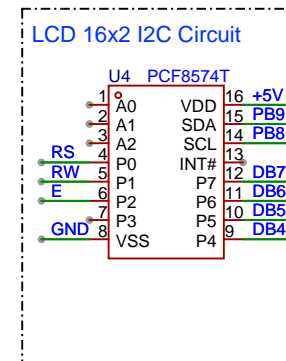 LCD 16x2 I2C Circuit
U4 PCF8574T
1 A0 VDD 16 +5V
2 A1 SDA 15 PB9
3 A2 SCL 14 PB8
RS 4 P0 INT# 13
RW 5 P1 P7 12 DB7
E 6 P2 P6 11 DB6
7 P3 P5 10 DB5
GND 8 VSS P4 9 DB4